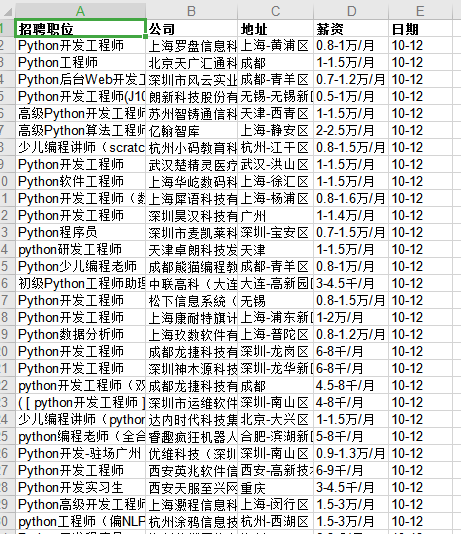 A B C D E
1 招聘职位 公司 地址 薪资 日期
2 Python开发工程师 上海罗盘信息科 上海-黄浦区 0.8-1万/月 10-12
3 Python工程师 北京天广汇通科 成都 1-1.5万/月 10-12
4 Python后台Web开发工 深圳市风云实业 成都-青羊区 0.7-1.2万/月 10-12
5 Python开发工程师(J10 朗新科技股份有 无锡-无锡新 0.5-1万/月 10-12
6 高级Python开发工程师 苏州智铸通信科 天津-西青区 1-1.5万/月 10-12
7 高级Python算法工程师 亿翰智库 上海-静安区 2-2.5万/月 10-12
8 少儿编程讲师（scratc 杭州小码教育科 杭州-江干区 0.8-1.5万/月 10-12
9 Python开发工程师 武汉楚精灵医疗 武汉-洪山区 1-1.5万/月 10-12
0 Python软件工程师 上海华屹数码科 上海-徐汇区 1-1.5万/月 10-12
1 Python开发工程师（数 上海犀语科技有 上海-杨浦区 0.8-1.6万/月 10-12
2 Python开发工程师 深圳昊汉科技有 广州 1-1.4万/月 10-12
3 Python程序员 深圳市麦凯莱科 深圳-宝安区 0.7-1.5万/月 10-12
4 python研发工程师 天津卓朗科技发 天津 1-1.5万/月 10-12
5 Python少儿编程老师 成都熊猫编程教 成都-青羊区 0.8-1万/月 10-12
6 初级Python工程师助理 中联高科（大连 大连-高新园 3-4.5千/月 10-12
7 Python开发工程师 松下信息系统（ 无锡 0.8-1.5万/月 10-12
8 Python开发工程师 上海康耐特旗计 上海-浦东新 1-2万/月 10-12
9 Python数据分析师 上海玖数软件有 上海-普陀区 0.8-1.2万/月 10-12
20 Python开发工程师 成都龙捷科技有 深圳-龙岗区 6-8千/月 10-12
21 Python开发工程师 深圳神木源科技 深圳-龙华新 6-8千/月 10-12
22 python开发工程师（双 成都龙捷科技有 成都 4.5-8千/月 10-12
23 ( [ python开发工程师 ] 深圳市运维软件 深圳-南山区 4-8千/月 10-12
24 少儿编程讲师（python 达内时代科技集 北京-大兴区 1-1.5万/月 10-12
25 python编程老师（全合 睿趣疯狂机器人 合肥-滨湖新 5-8千/月 10-12
26 Python开发-驻场广州 优维科技（深圳 深圳-南山区 0.9-1.3万/月 10-12
27 Python开发工程师 西安英兆软件信 西安-高新技 6-9千/月 10-12
28 Python开发实习生 西安天服至兴网 重庆 3-4.5千/月 10-12
29 Python高级开发工程师 上海灏程信息科 上海-闵行区 1.5-3万/月 10-12
30 python工程师（偏NLP 杭州涂鸦信息技 杭州-西湖区 1.5-3万/月 10-12